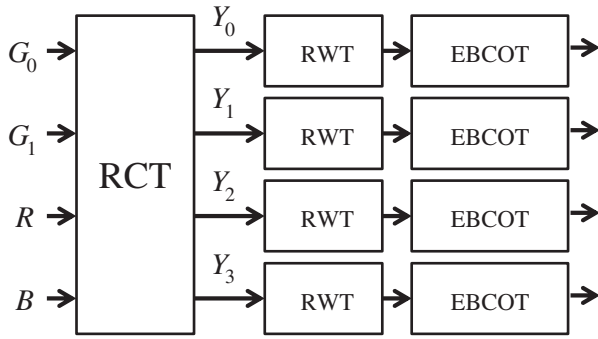 G0 Y0 RWT EBCOT
G1 Y1 RWT EBCOT
RCT
R Y2 RWT EBCOT
B Y3 RWT EBCOT